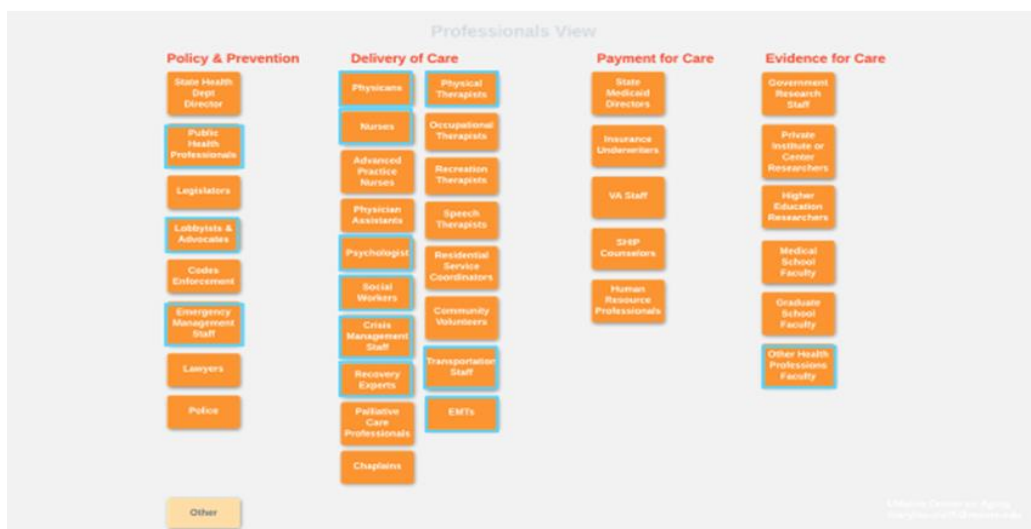 Professionals View
Policy & Prevention
State Health
Dept
Director
Public
Health
Professionals
Legislators
Lobbyists &
Advocates
Codes
Enforcement
Emergency
Management
Staff
Lawyers
Police
Other
Delivery of Care
Physicans
Nurses
Advanced
Practice
Nurses
Physician
Assistants
Psychologist
Social
Workers
Crisis
Management
Staff
Recovery
Experts
Palliative
Care
Professionals
Chaplains
Physical
Therapists
Occupational
Therapists
Recreation
Therapists
Speech
Therapists
Residential
Service
Coordinators
Community
Volunteers
Transportation
Staff
EMTs
Payment for Care
State
Medicaid
Directors
Insurance
Underwriters
VA Staff
SHIP
Counselors
Human
Resource
Professionals
Evidence for Care
Government
Research
Staff
Private
Institute or
Center
Researchers
Higher
Education
Researchers
Medical
School
Faculty
Graduate
School
Faculty
Other Health
Professions
Faculty